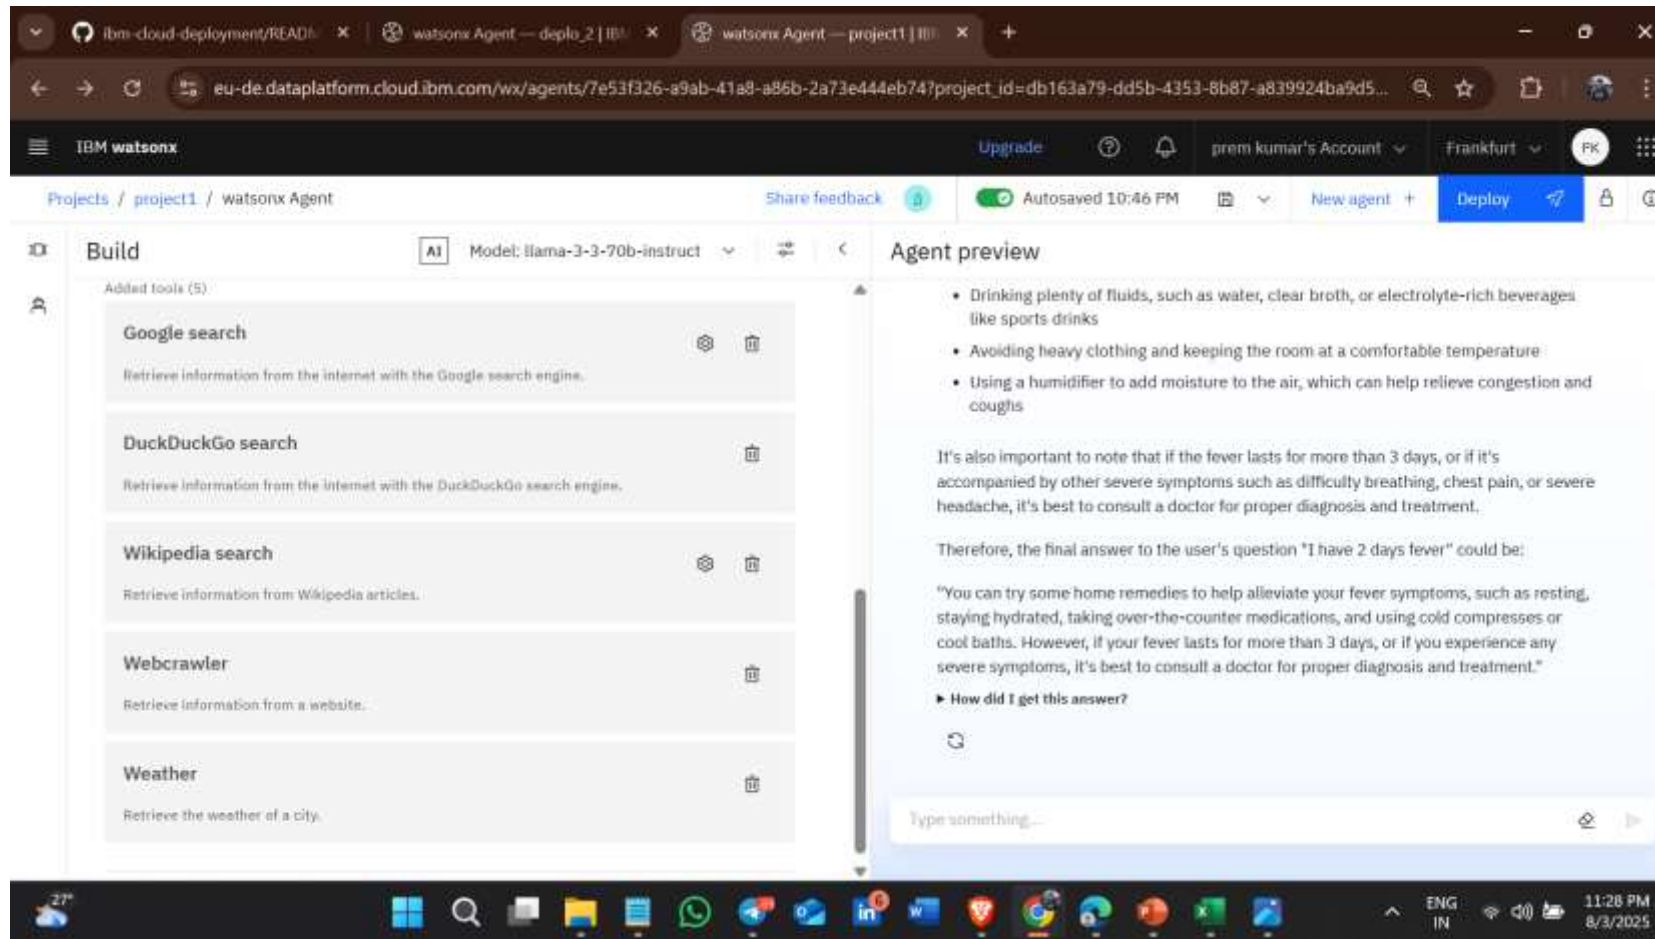 ibm-cloud-deployment/READM
watsonx Agent — deplo_2 | IB
watsonx Agent — project1 | IB
eu-de.dataplatform.cloud.ibm.com/wx/agents/7e53f326-a9ab-41a8-a86b-2a73e444eb74?project_id=db163a79-dd5b-4353-8b87-a839924ba9d5...
IBM watsonx
Upgrade
prem kumar's Account
Frankfurt
PK
Projects / project1 / watsonx Agent
Share feedback
Autosaved 10:46 PM
New agent +
Deploy
Build
AI
Model: llama-3-3-70b-instruct
Added tools (5)
Google search
Retrieve information from the internet with the Google search engine.
DuckDuckGo search
Retrieve information from the internet with the DuckDuckGo search engine.
Wikipedia search
Retrieve information from Wikipedia articles.
Webcrawler
Retrieve information from a website.
Weather
Retrieve the weather of a city.
Agent preview
• Drinking plenty of fluids, such as water, clear broth, or electrolyte-rich beverages
like sports drinks
• Avoiding heavy clothing and keeping the room at a comfortable temperature
• Using a humidifier to add moisture to the air, which can help relieve congestion and
coughs
It's also important to note that if the fever lasts for more than 3 days, or if it's
accompanied by other severe symptoms such as difficulty breathing, chest pain, or severe
headache, it's best to consult a doctor for proper diagnosis and treatment.
Therefore, the final answer to the user's question "I have 2 days fever" could be:
"You can try some home remedies to help alleviate your fever symptoms, such as resting,
staying hydrated, taking over-the-counter medications, and using cold compresses or
cool baths. However, if your fever lasts for more than 3 days, or if you experience any
severe symptoms, it's best to consult a doctor for proper diagnosis and treatment."
How did I get this answer?
Type something...
27°
ENG
IN
11:28 PM
8/3/2025